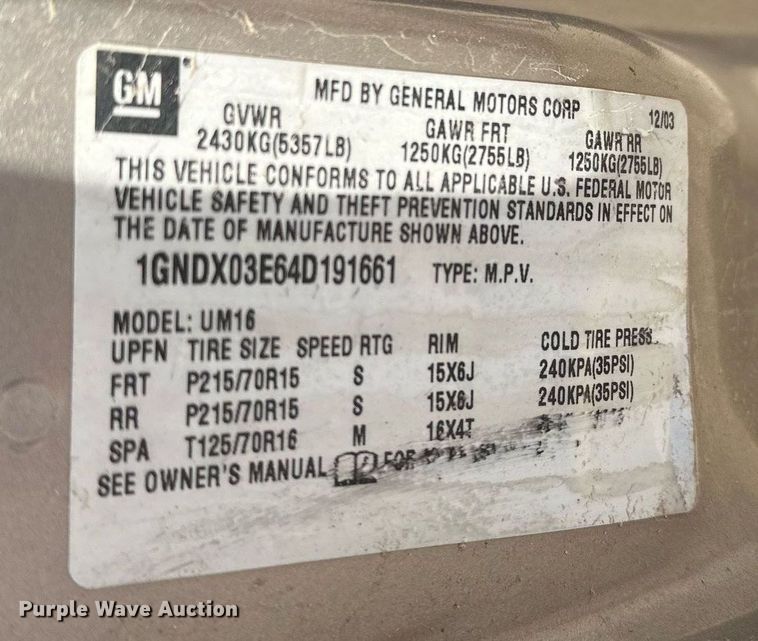 GM
MFD BY GENERAL MOTORS CORP 12/03
GVWR GAWR FRT GAWR RR
2430KG(5357LB) 1250KG(2755LB) 1250KG(2755LB)
THIS VEHICLE CONFORMS TO ALL APPLICABLE U.S. FEDERAL MOTOR
VEHICLE SAFETY AND THEFT PREVENTION STANDARDS IN EFFECT ON
THE DATE OF MANUFACTURE SHOWN ABOVE.
1GNDX03E64D191661 TYPE: M.P.V.
MODEL: UM16
UPFN TIRE SIZE SPEED RTG RIM COLD TIRE PRESS.
FRT P215/70R15 S 15X6J 240KPA(35PSI)
RR P215/70R15 S 15X6J 240KPA(35PSI)
SPA T125/70R16 M 16X4T
SEE OWNER'S MANUAL FOR
Purple Wave Auction